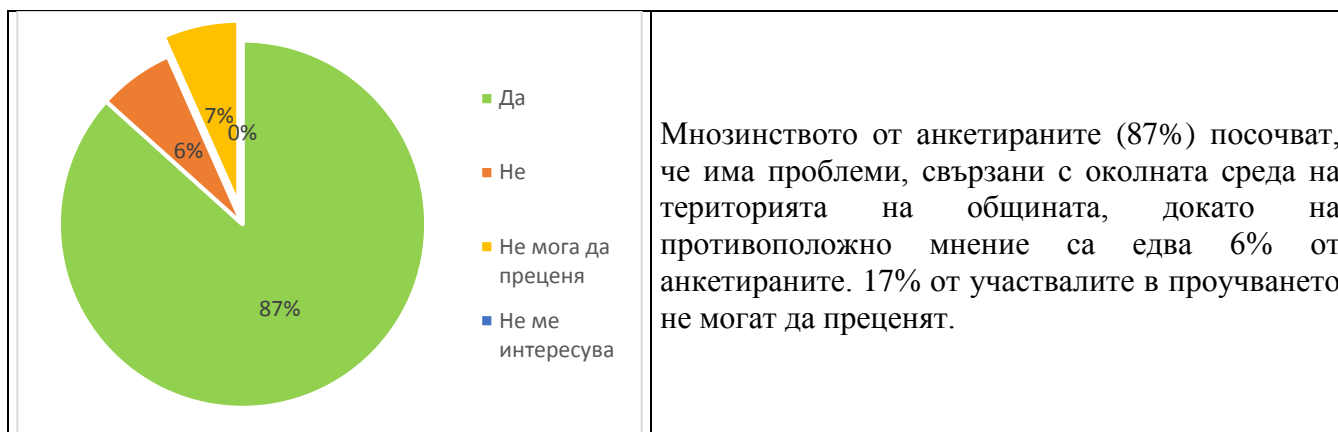 7%
0%
6%
87%
Да
Не
Не мога да
преценя
Не ме
интересува
Мнозинството от анкетираните (87%) посочват,
че има проблеми, свързани с околната среда на
територията на общината, докато на
противоположно мнение са едва 6% от
анкетираните. 17% от участвалите в проучването
не могат да преценят.